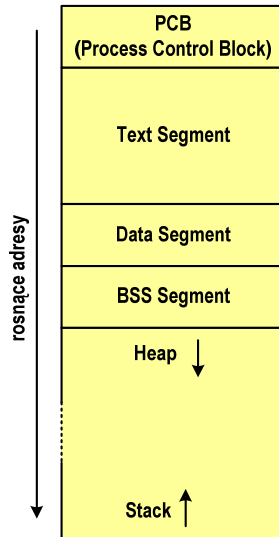 PCB
(Process Control Block)
Text Segment
rosnące adresy
Data Segment
BSS Segment
Heap
Stack